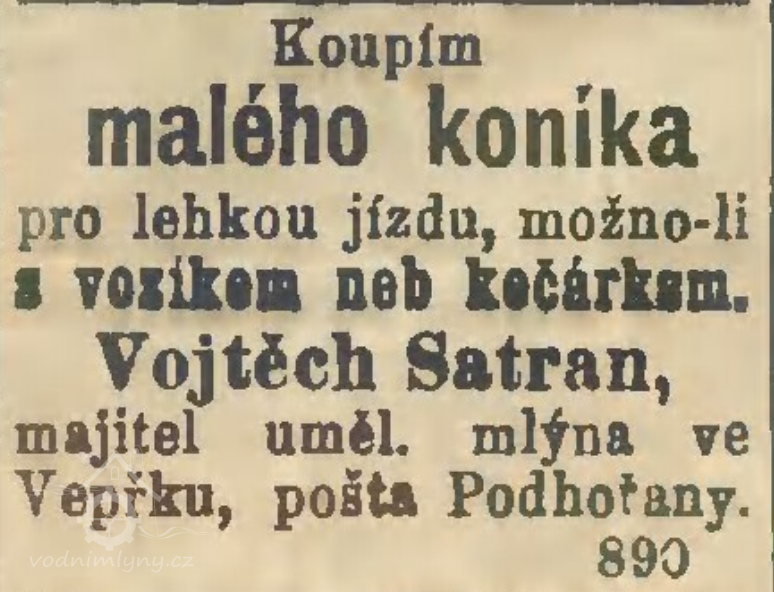 Koupím
malého koníka
pro lehkou jízdu, možno-li
s vozíkem neb kočárkem.
Vojtěch Satran,
majitel uměl. mlýna ve
Vepřku, pošta Podhořany.
890
vodnimlyny.cz